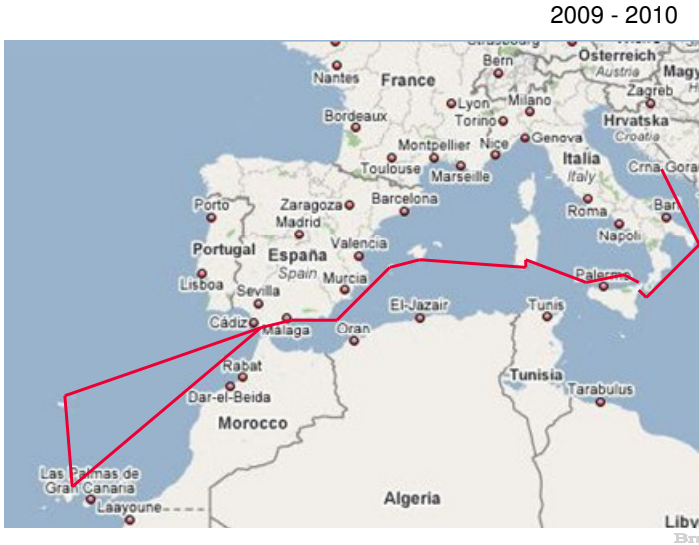 2009 - 2010
Strasbourg
Bern
Österreich
Austria
Magy
Nantes
France
Zagreb
Lyon
Milano
Torino
Hrvatska
Croatia
Bordeaux
Montpellier
Nice
Genova
Toulouse
Marseille
Italia
Italy
Crna Gora
Porto
Zaragoza
Barcelona
Roma
Bari
Madrid
Napoli
Portugal
España
Valencia
Spain
Murcia
Lisboa
Sevilla
Palermo
Cádiz
Málaga
El-Jazair
Tunis
Oran
Rabat
Dar-el-Beida
Tunisia
Tarabulus
Morocco
Las Palmas de
Gran Canaria
Laayoune
Algeria
Liby